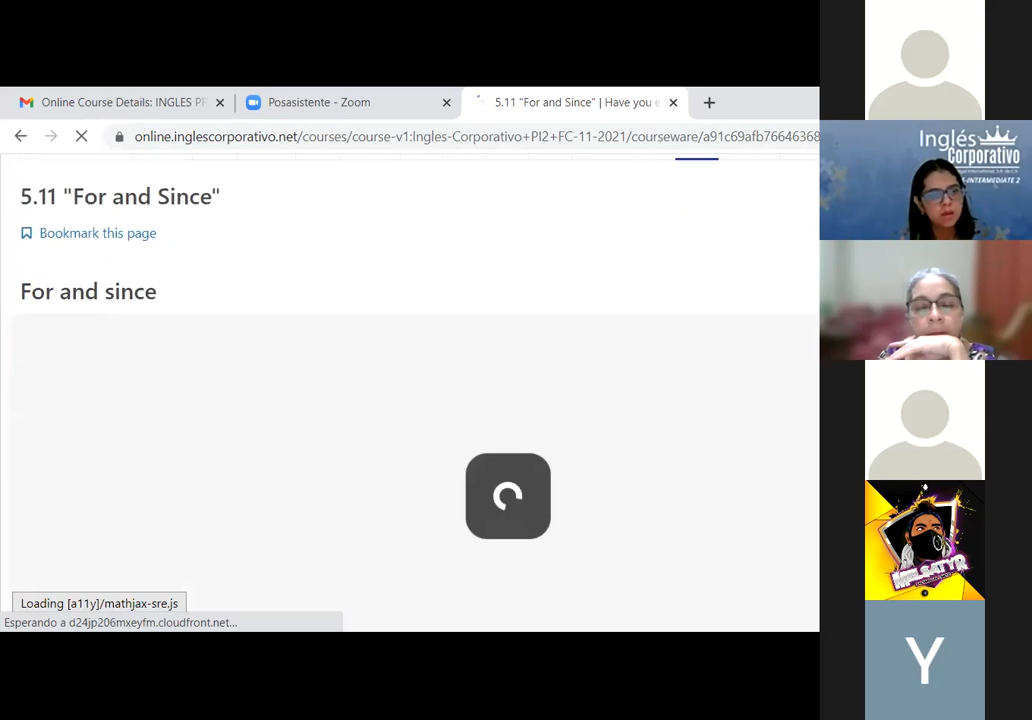 Online Course Details: INGLES PR
Posasistente - Zoom
5.11 "For and Since" | Have you e
online.inglescorporativo.net/courses/course-v1:Ingles-Corporativo+PI2+FC-11-2021/courseware/a91c69afb76646368
5.11 "For and Since"
Bookmark this page
For and since
Loading [a11y]/mathjax-sre.js
Esperando a d24jp206mxeyfm.cloudfront.net...
Inglés
Corporativo
-INTERMEDIATE 2
MPLSATYR
Y